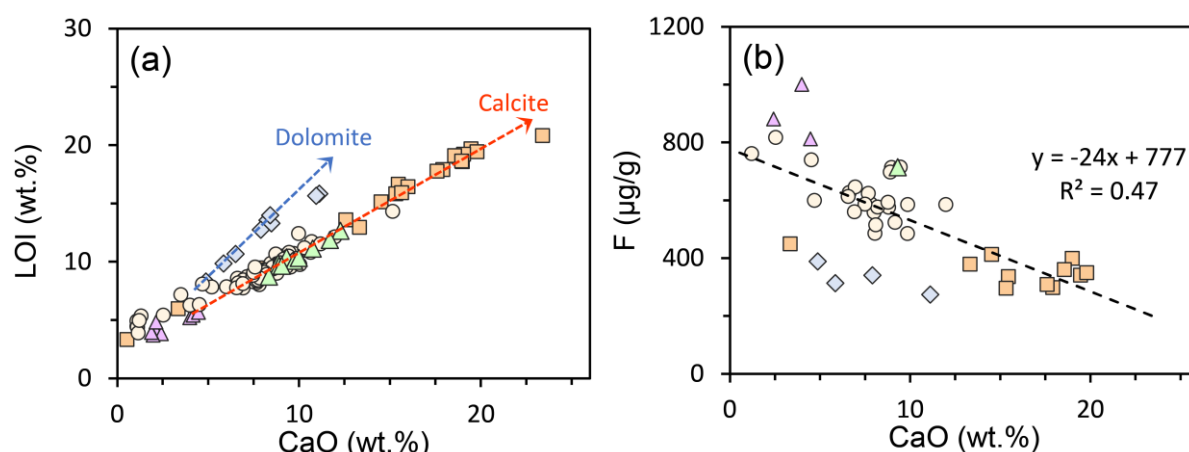 (a)
30
20
10
0
LOI (wt.%)
Dolomite
Calcite
0
10
20
CaO (wt.%)
(b)
1200
800
400
0
F (µg/g)
y = -24x + 777
R² = 0.47
0
10
20
CaO (wt.%)